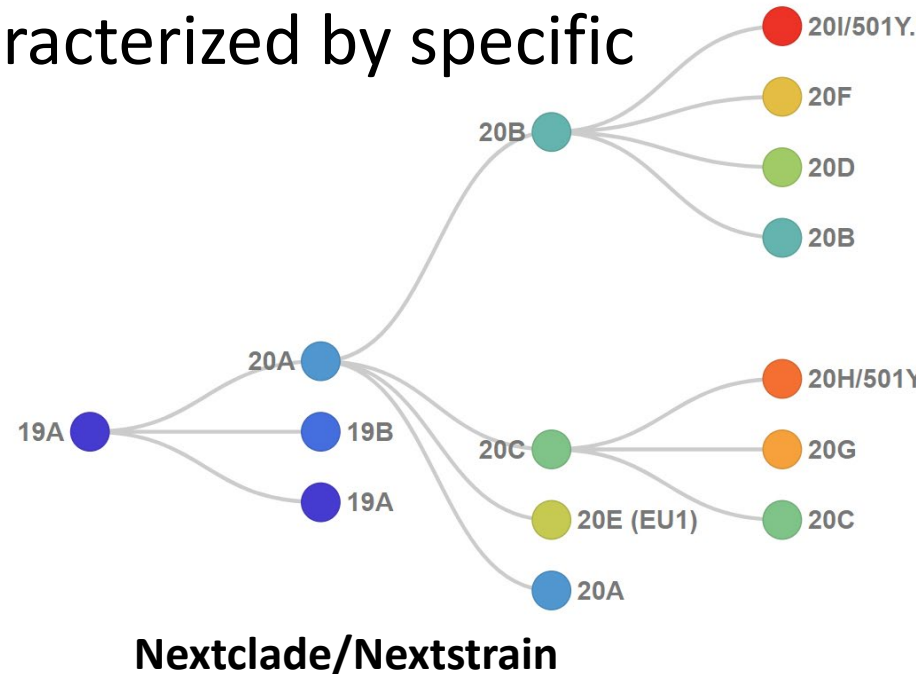 racterized by specific
20I/501Y.
20F
20B
20D
20B
20A
20H/501Y
19A
19B
20C
20G
19A
20E (EU1)
20C
20A
Nextclade/Nextstrain